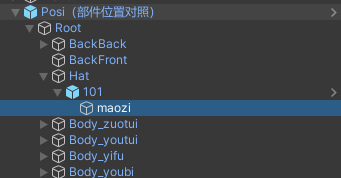 Posi（部件位置对照）
Root
BackBack
BackFront
Hat
101
maozi
Body_zuotui
Body_youtui
Body_yifu
Body_youbi